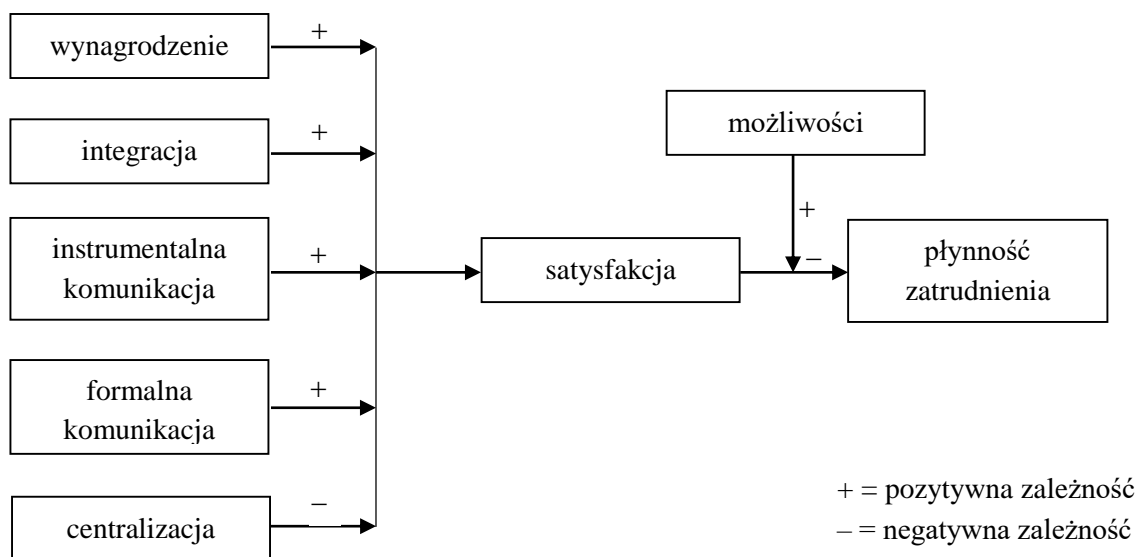 wynagrodzenie
+
integracja
+
instrumentalna
komunikacja
+
formalna
komunikacja
+
centralizacja
–
satysfakcja
możliwości
+
–
płynność
zatrudnienia
+ = pozytywna zależność
– = negatywna zależność